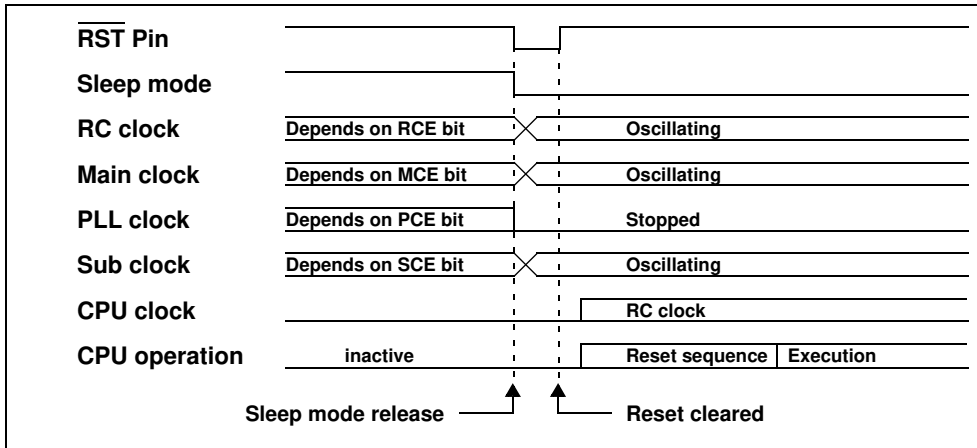 RST Pin
Sleep mode
RC clock Depends on RCE bit Oscillating
Main clock Depends on MCE bit Oscillating
PLL clock Depends on PCE bit Stopped
Sub clock Depends on SCE bit Oscillating
CPU clock RC clock
CPU operation inactive Reset sequence Execution
Sleep mode release Reset cleared